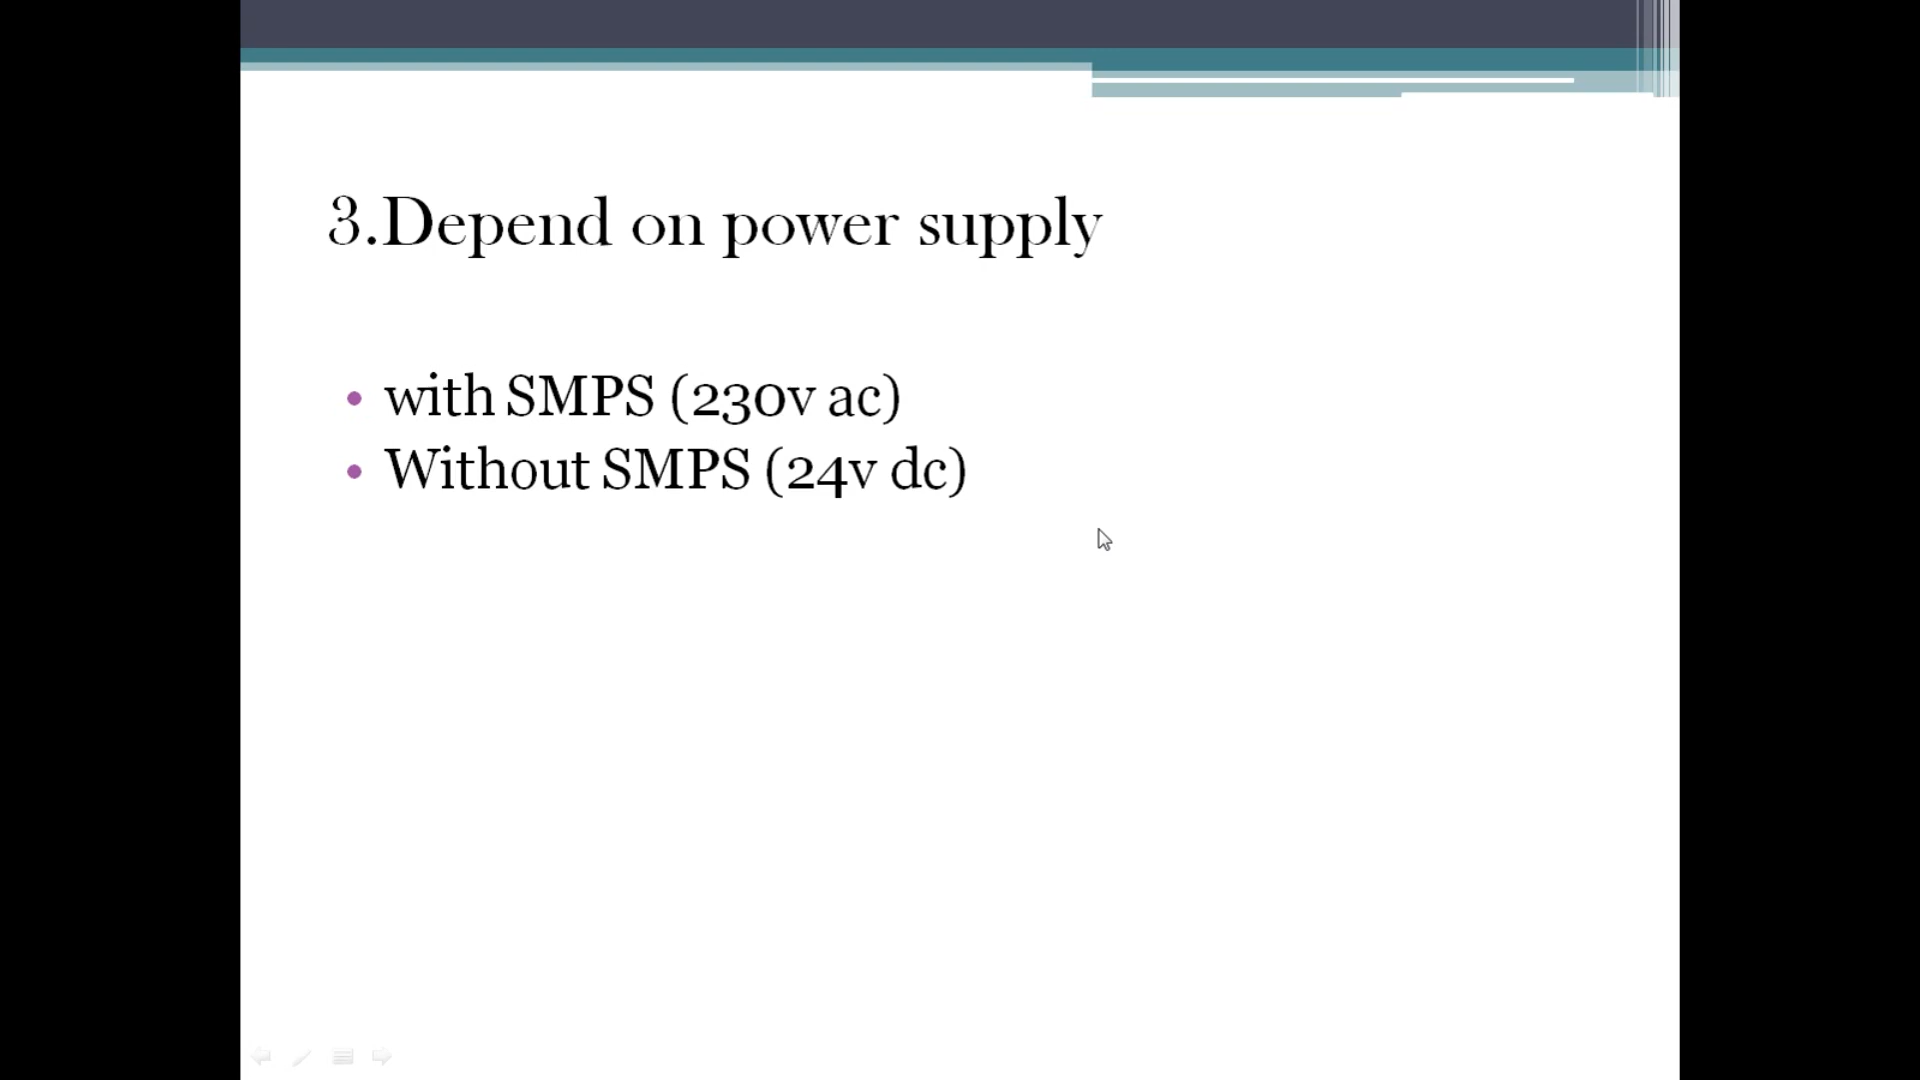 3.Depend on power supply
• with SMPS (230v ac)
• Without SMPS (24v dc)